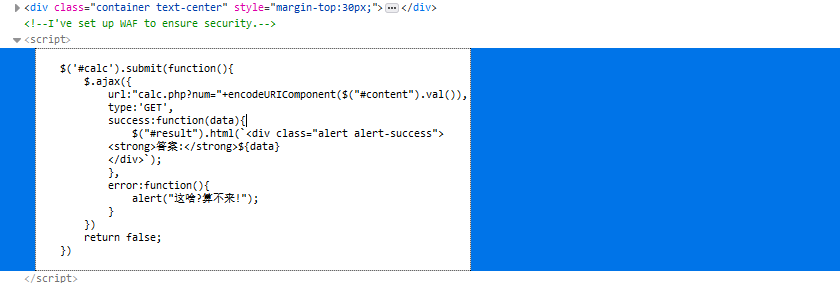 <div class="container text-center" style="margin-top:30px;">…</div>
<!--I've set up WAF to ensure security.-->
<script>
$('#calc').submit(function(){
$.ajax({
url:"calc.php?num="+encodeURIComponent($("#content").val()),
type:'GET',
success:function(data){
$("#result").html(`<div class="alert alert-success">
<strong>答案:</strong>${data}
</div>`);
},
error:function(){
alert("这啥?算不来!");
}
})
return false;
})
</script>